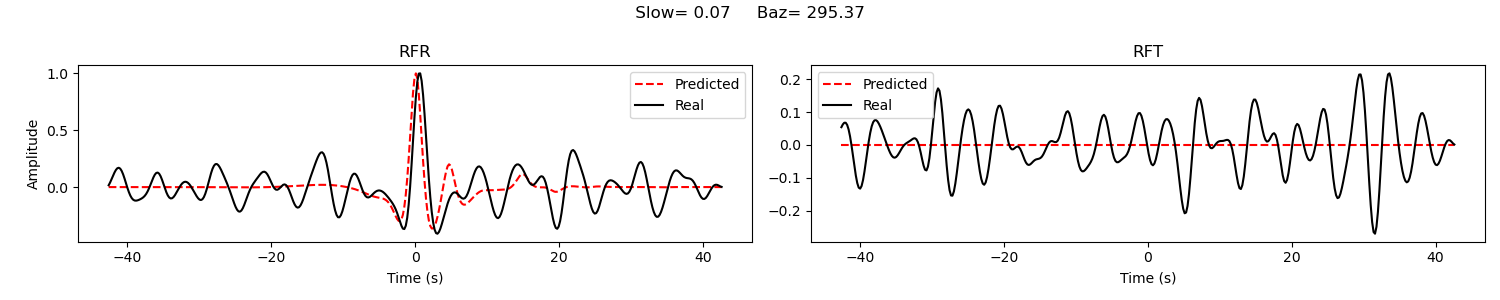 Slow= 0.07     Baz= 295.37
RFR
Amplitude
1.0
0.5
0.0
Predicted
Real
−40
−20
0
20
40
Time (s)
RFT
0.2
0.1
0.0
−0.1
−0.2
Predicted
Real
−40
−20
0
20
40
Time (s)